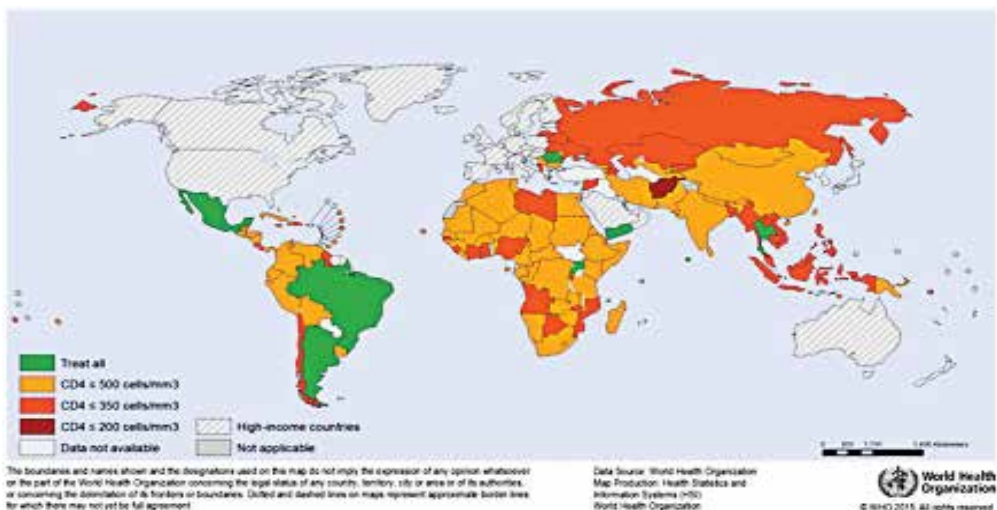 Treat all
CD4 ≤ 500 cells/mm3
CD4 ≤ 350 cells/mm3
CD4 ≤ 200 cells/mm3
Data not available
High-income countries
Not applicable
The boundaries and names shown and the designations used on this map do not imply the expression of any opinion whatsoever
on the part of the World Health Organization concerning the legal status of any country, territory, city or area or of its authorities,
or concerning the delimitation of its frontiers or boundaries. Dotted and dashed lines on maps represent approximate border lines
for which there may not yet be full agreement.
Data Source: World Health Organization
Map Production: Health Statistics and
Information Systems (HSI)
World Health Organization
World Health
Organization
© WHO 2015. All rights reserved